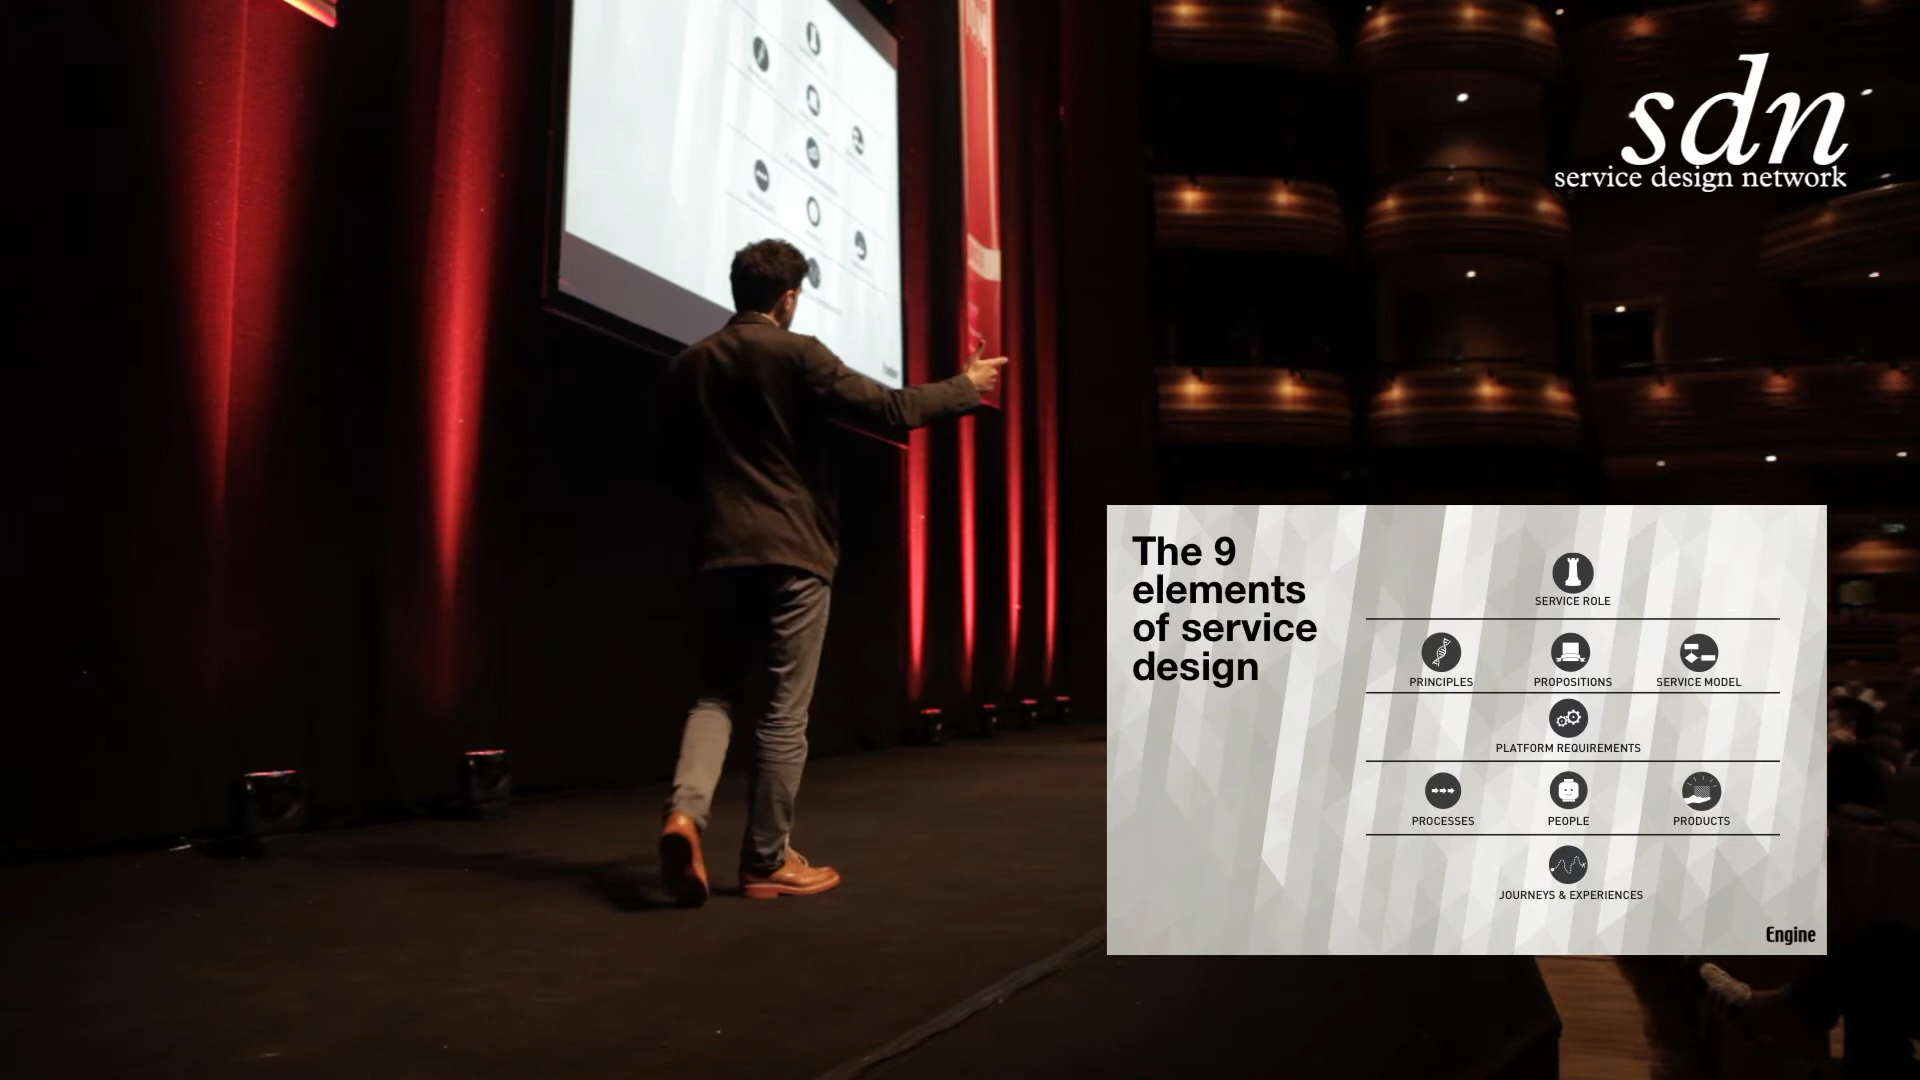 sdn
service design network
The 9
elements
of service
design
SERVICE ROLE
PRINCIPLES PROPOSITIONS SERVICE MODEL
PLATFORM REQUIREMENTS
PROCESSES PEOPLE PRODUCTS
JOURNEYS & EXPERIENCES
Engine
Engine